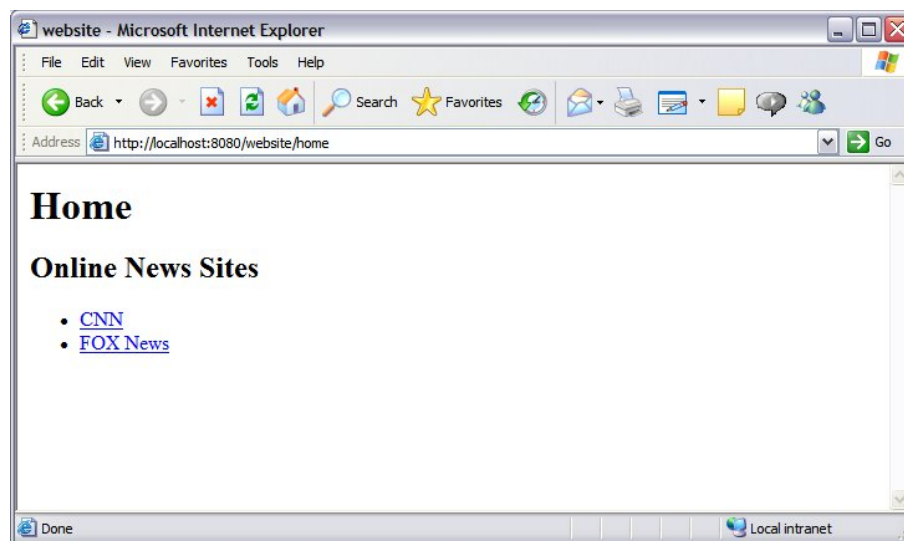 website - Microsoft Internet Explorer
File Edit View Favorites Tools Help
Back Search Favorites
Address http://localhost:8080/website/home Go
Home
Online News Sites
CNN
FOX News
Done Local intranet